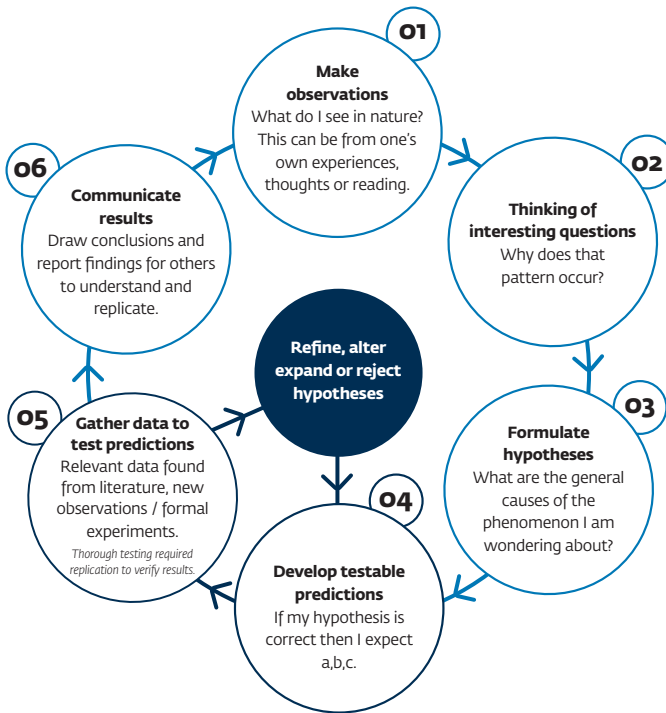 01
Make
observations
What do I see in nature?
This can be from one's
own experiences,
thoughts or reading.
02
Thinking of
interesting questions
Why does that
pattern occur?
03
Formulate
hypotheses
What are the general
causes of the
phenomenon I am
wondering about?
04
Develop testable
predictions
If my hypothesis is
correct then I expect
a,b,c.
05
Gather data to
test predictions
Relevant data found
from literature, new
observations / formal
experiments.
Thorough testing required
replication to verify results.
06
Communicate
results
Draw conclusions and
report findings for others
to understand and
replicate.
Refine, alter
expand or reject
hypotheses